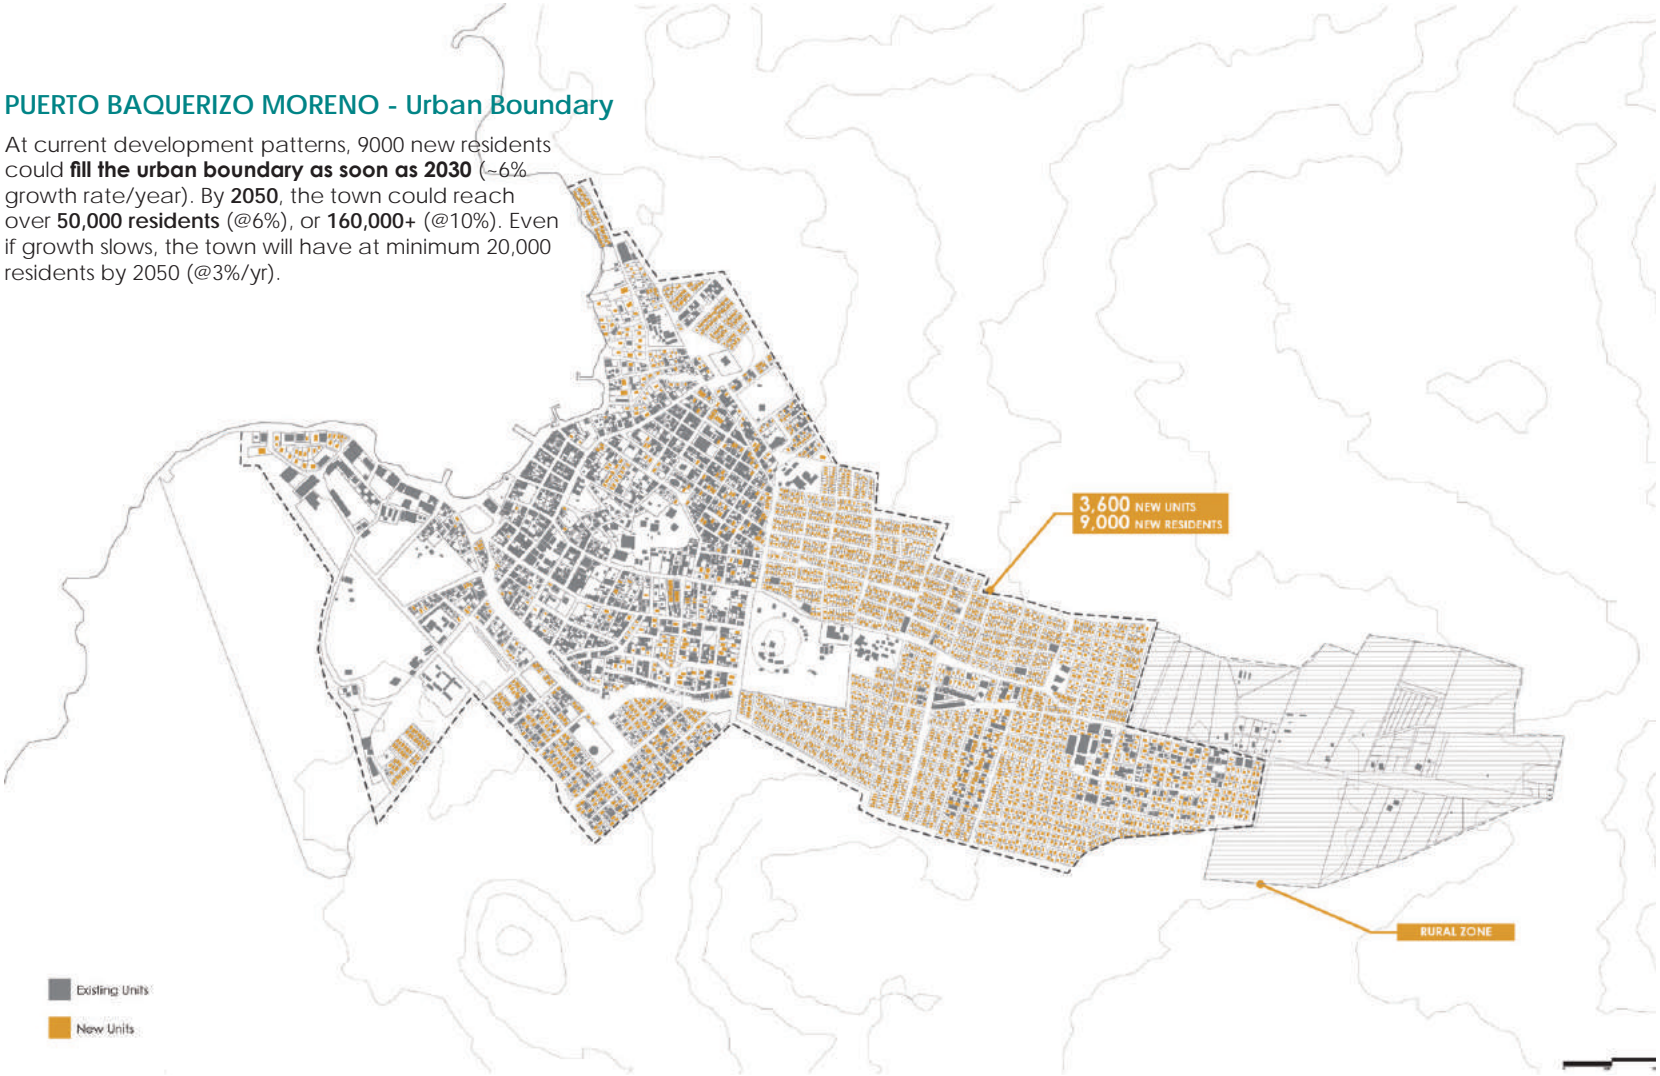 PUERTO BAQUERIZO MORENO - Urban Boundary
At current development patterns, 9000 new residents
could fill the urban boundary as soon as 2030 (~6%
growth rate/year). By 2050, the town could reach
over 50,000 residents (@6%), or 160,000+ (@10%). Even
if growth slows, the town will have at minimum 20,000
residents by 2050 (@3%/yr).
3,600 NEW UNITS
9,000 NEW RESIDENTS
RURAL ZONE
Existing Units
New Units